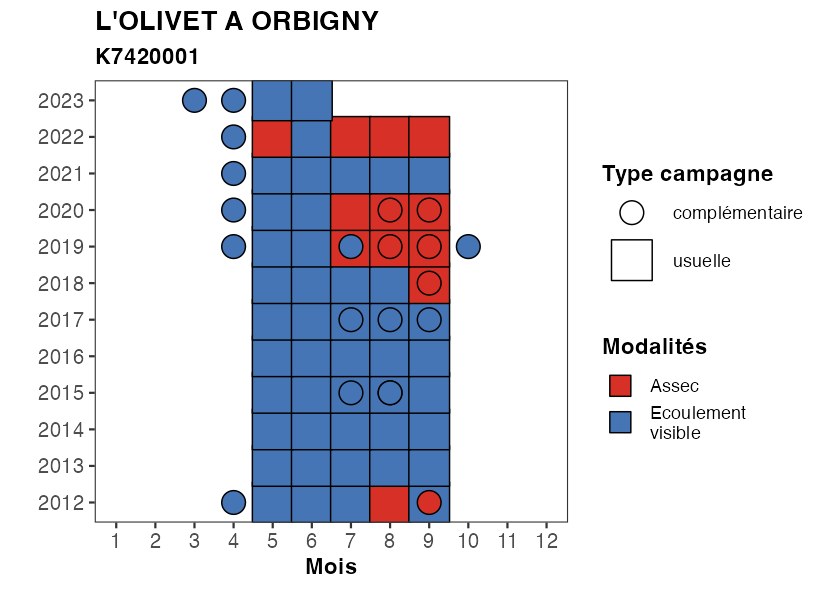 L'OLIVET A ORBIGNY
K7420001
2023
2022
2021
2020
2019
2018
2017
2016
2015
2014
2013
2012
1 2 3 4 5 6 7 8 9 10 11 12
Mois
Type campagne
complémentaire
usuelle
Modalités
Assec
Ecoulement
visible